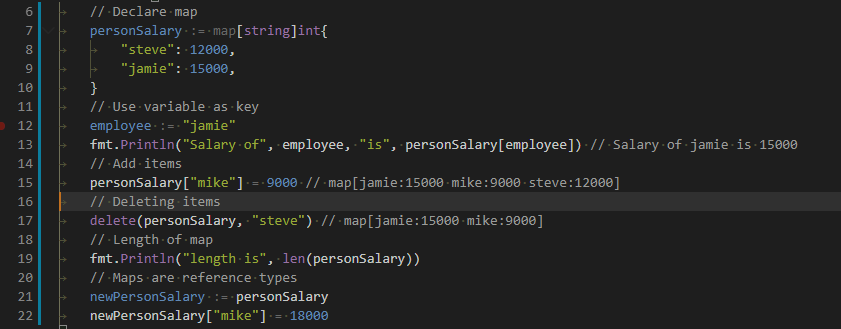 6 // Declare map
7 personSalary := map[string]int{
8 "steve": 12000,
9 "jamie": 15000,
10 }
11 // Use variable as key
12 employee := "jamie"
13 fmt.Println("Salary of", employee, "is", personSalary[employee]) // Salary of jamie is 15000
14 // Add items
15 personSalary["mike"] = 9000 // map[jamie:15000 mike:9000 steve:12000]
16 // Deleting items
17 delete(personSalary, "steve") // map[jamie:15000 mike:9000]
18 // Length of map
19 fmt.Println("length is", len(personSalary))
20 // Maps are reference types
21 newPersonSalary := personSalary
22 newPersonSalary["mike"] = 18000